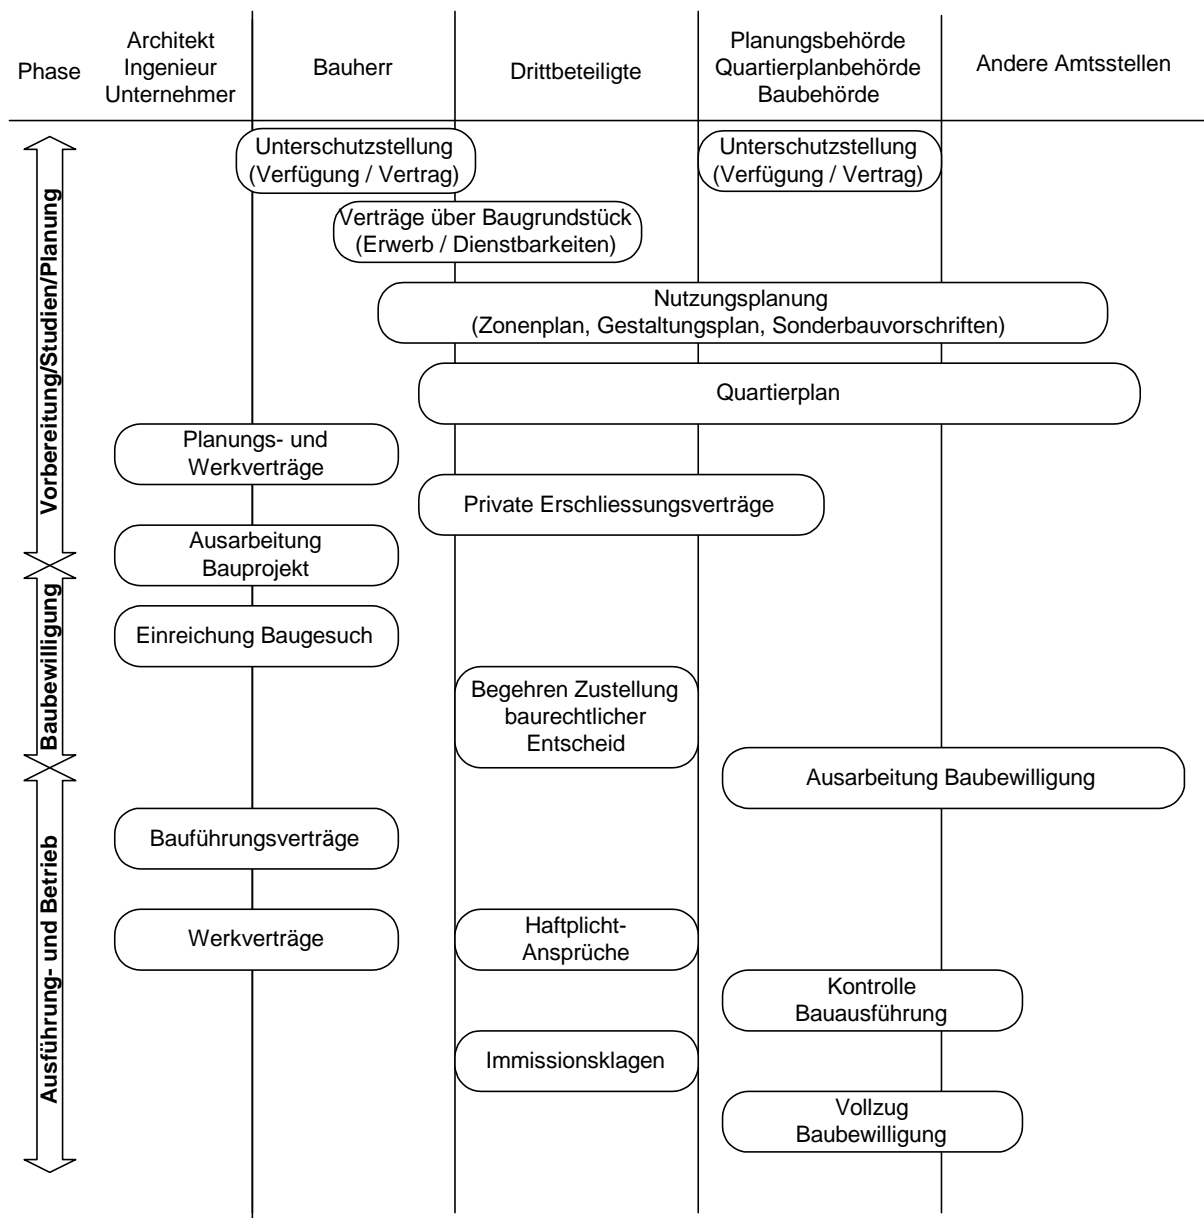 Phase
Architekt
Ingenieur
Unternehmer
Bauherr
Drittbeteiligte
Planungsbehörde
Quartierplanbehörde
Baubehörde
Andere Amtsstellen
Vorbereitung/Studien/Planung
Unterschutzstellung
(Verfügung / Vertrag)
Unterschutzstellung
(Verfügung / Vertrag)
Verträge über Baugrundstück
(Erwerb / Dienstbarkeiten)
Nutzungsplanung
(Zonenplan, Gestaltungsplan, Sonderbauvorschriften)
Quartierplan
Planungs- und
Werkverträge
Private Erschliessungsverträge
Ausarbeitung
Bauprojekt
Baubewilligung
Einreichung Baugesuch
Begehren Zustellung
baurechtlicher
Entscheid
Ausarbeitung Baubewilligung
Ausführung- und Betrieb
Bauführungsverträge
Werkverträge
Haftplicht-
Ansprüche
Kontrolle
Bauausführung
Immissionsklagen
Vollzug
Baubewilligung